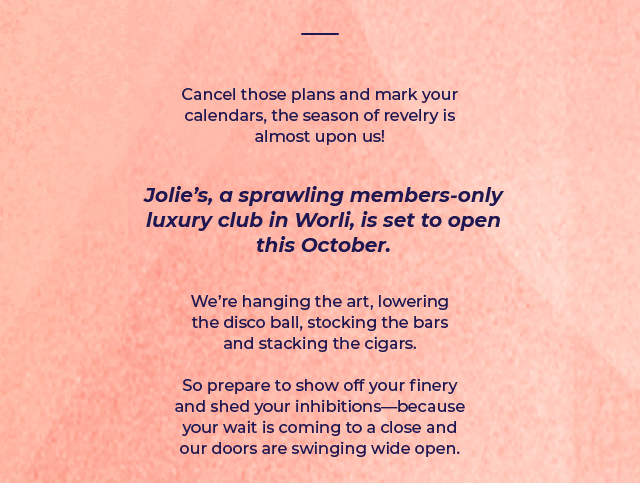 Cancel those plans and mark your
calendars, the season of revelry is
almost upon us!
Jolie’s, a sprawling members-only
luxury club in Worli, is set to open
this October.
We’re hanging the art, lowering
the disco ball, stocking the bars
and stacking the cigars.
So prepare to show off your finery
and shed your inhibitions—because
your wait is coming to a close and
our doors are swinging wide open.